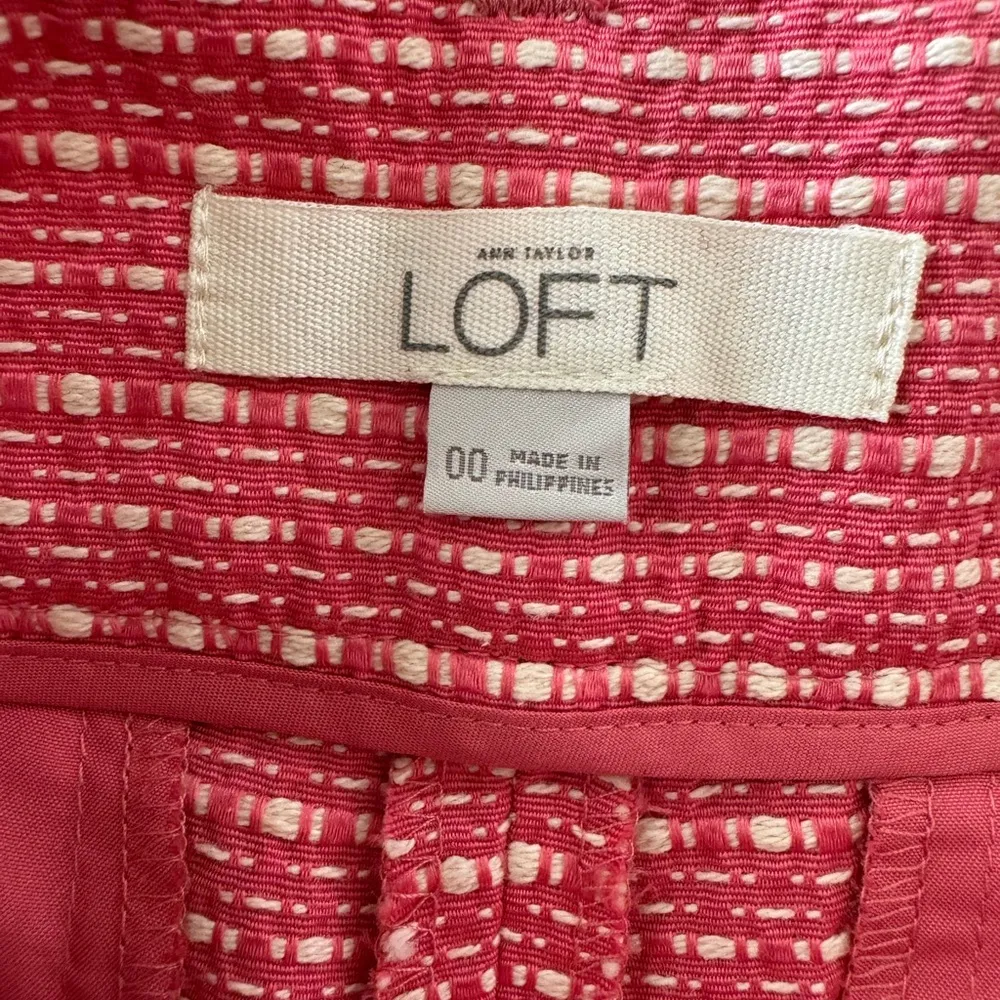 ANN TAYLOR
LOFT
00 MADE IN
PHILIPPINES